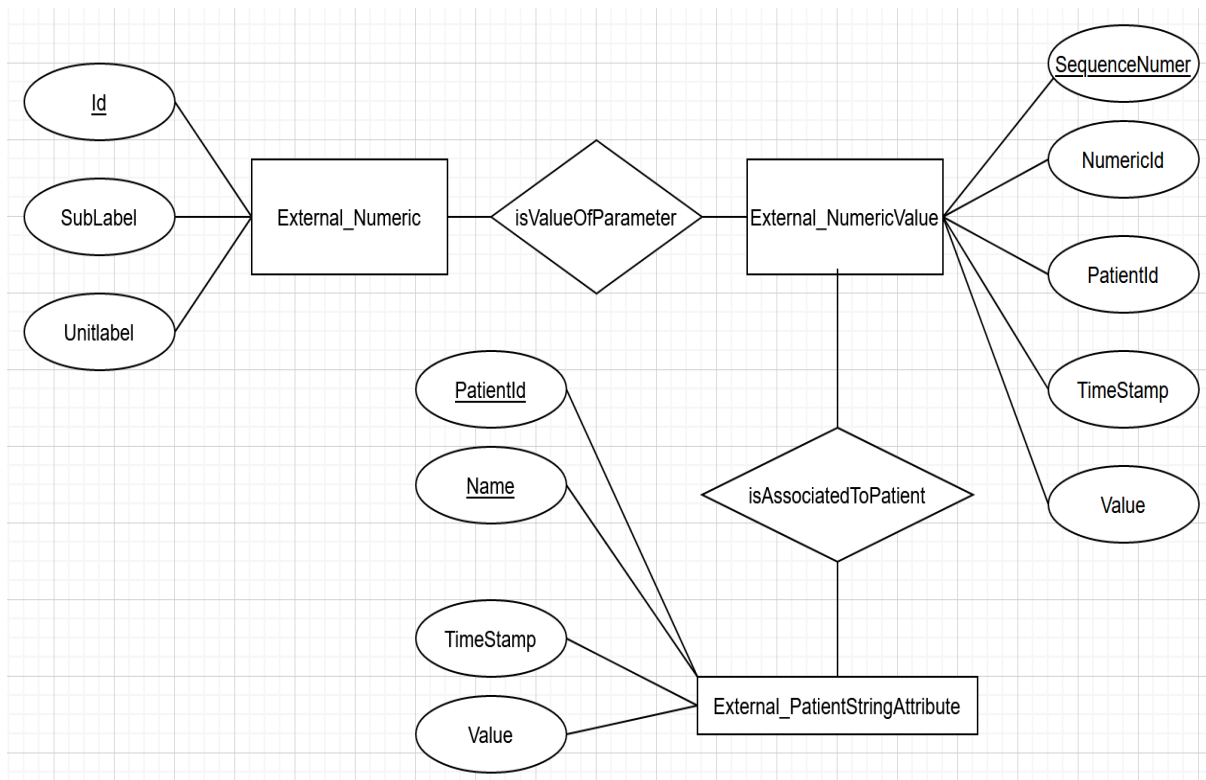 SequenceNumer
Id
NumericId
SubLabel
External_Numeric
isValueOfParameter
External_NumericValue
PatientId
Unitlabel
PatientId
TimeStamp
Name
isAssociatedToPatient
Value
TimeStamp
External_PatientStringAttribute
Value